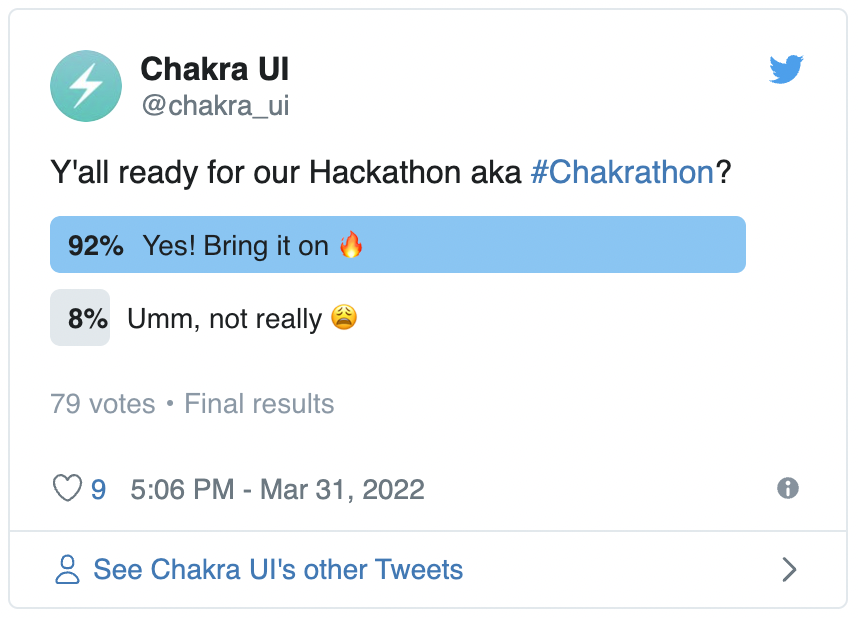 Chakra UI
@chakra_ui
Y'all ready for our Hackathon aka #Chakrathon?
92% Yes! Bring it on 🔥
8% Umm, not really 😩
79 votes • Final results
9 5:06 PM - Mar 31, 2022
See Chakra UI's other Tweets